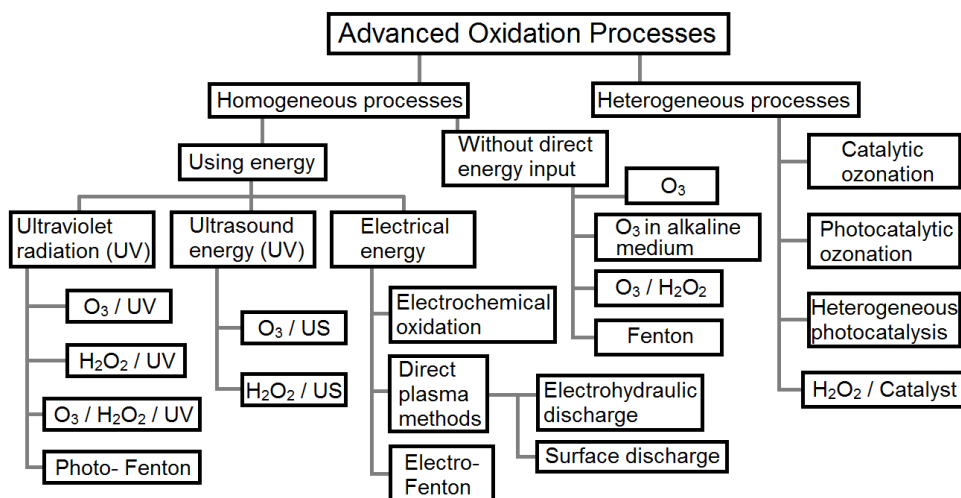 Advanced Oxidation Processes
Homogeneous processes
Heterogeneous processes
Using energy
Without direct
energy input
Ultraviolet
radiation (UV)
Ultrasound
energy (UV)
Electrical
energy
O₃ / UV
H₂O₂ / UV
O₃ / H₂O₂ / UV
Photo- Fenton
O₃ / US
H₂O₂ / US
Electrochemical
oxidation
Direct
plasma
methods
Electro-
Fenton
Electrohydraulic
discharge
Surface discharge
O₃
O₃ in alkaline
medium
O₃ / H₂O₂
Fenton
Catalytic
ozonation
Photocatalytic
ozonation
Heterogeneous
photocatalysis
H₂O₂ / Catalyst